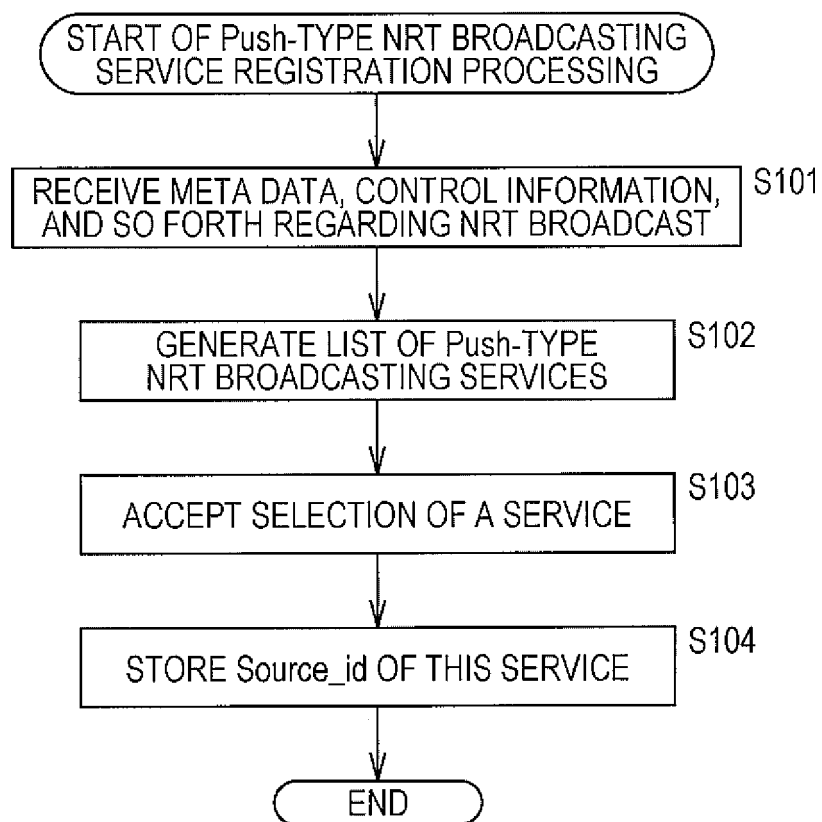 START OF Push-TYPE NRT BROADCASTING
SERVICE REGISTRATION PROCESSING
RECEIVE META DATA, CONTROL INFORMATION,
AND SO FORTH REGARDING NRT BROADCAST
S101
GENERATE LIST OF Push-TYPE
NRT BROADCASTING SERVICES
S102
ACCEPT SELECTION OF A SERVICE
S103
STORE Source_id OF THIS SERVICE
S104
END